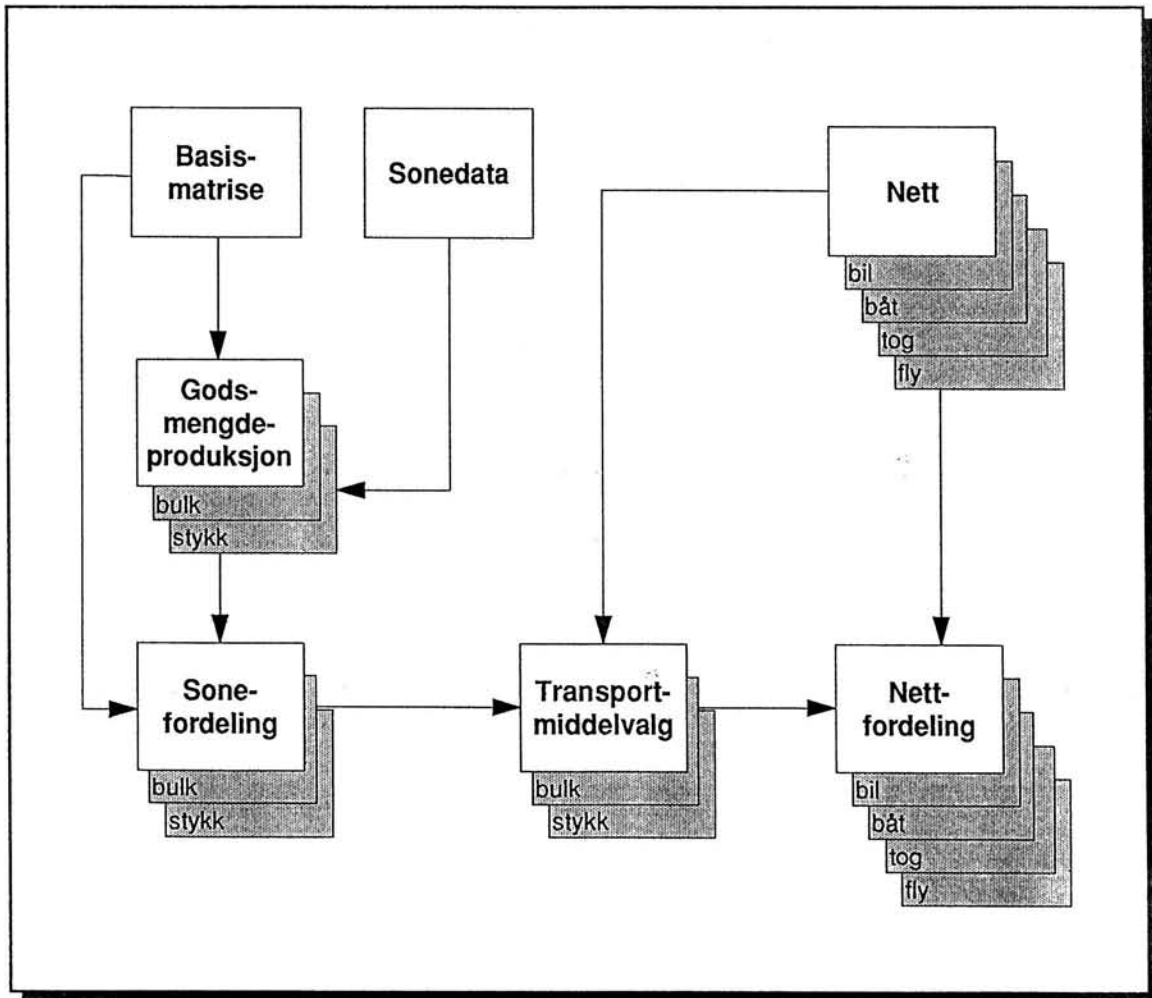 Basis-
matrise
Sonedata
Nett
bil
båt
tog
fly
Gods-
mengde-
produksjon
bulk
stykk
Sone-
fordeling
bulk
stykk
Transport-
middelvalg
bulk
stykk
Nett-
fordeling
bil
båt
tog
fly